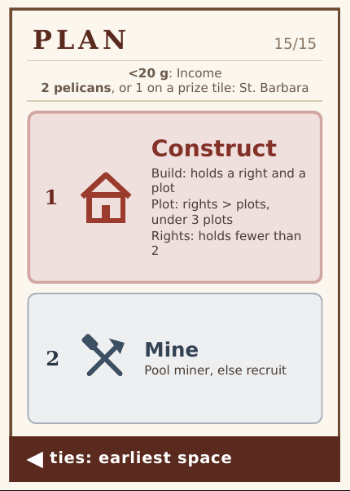 PLAN
15/15
<20 g: Income
2 pelicans, or 1 on a prize tile: St. Barbara
1
Construct
Build: holds a right and a
plot
Plot: rights > plots,
under 3 plots
Rights: holds fewer than
2
2
Mine
Pool miner, else recruit
◀ ties: earliest space